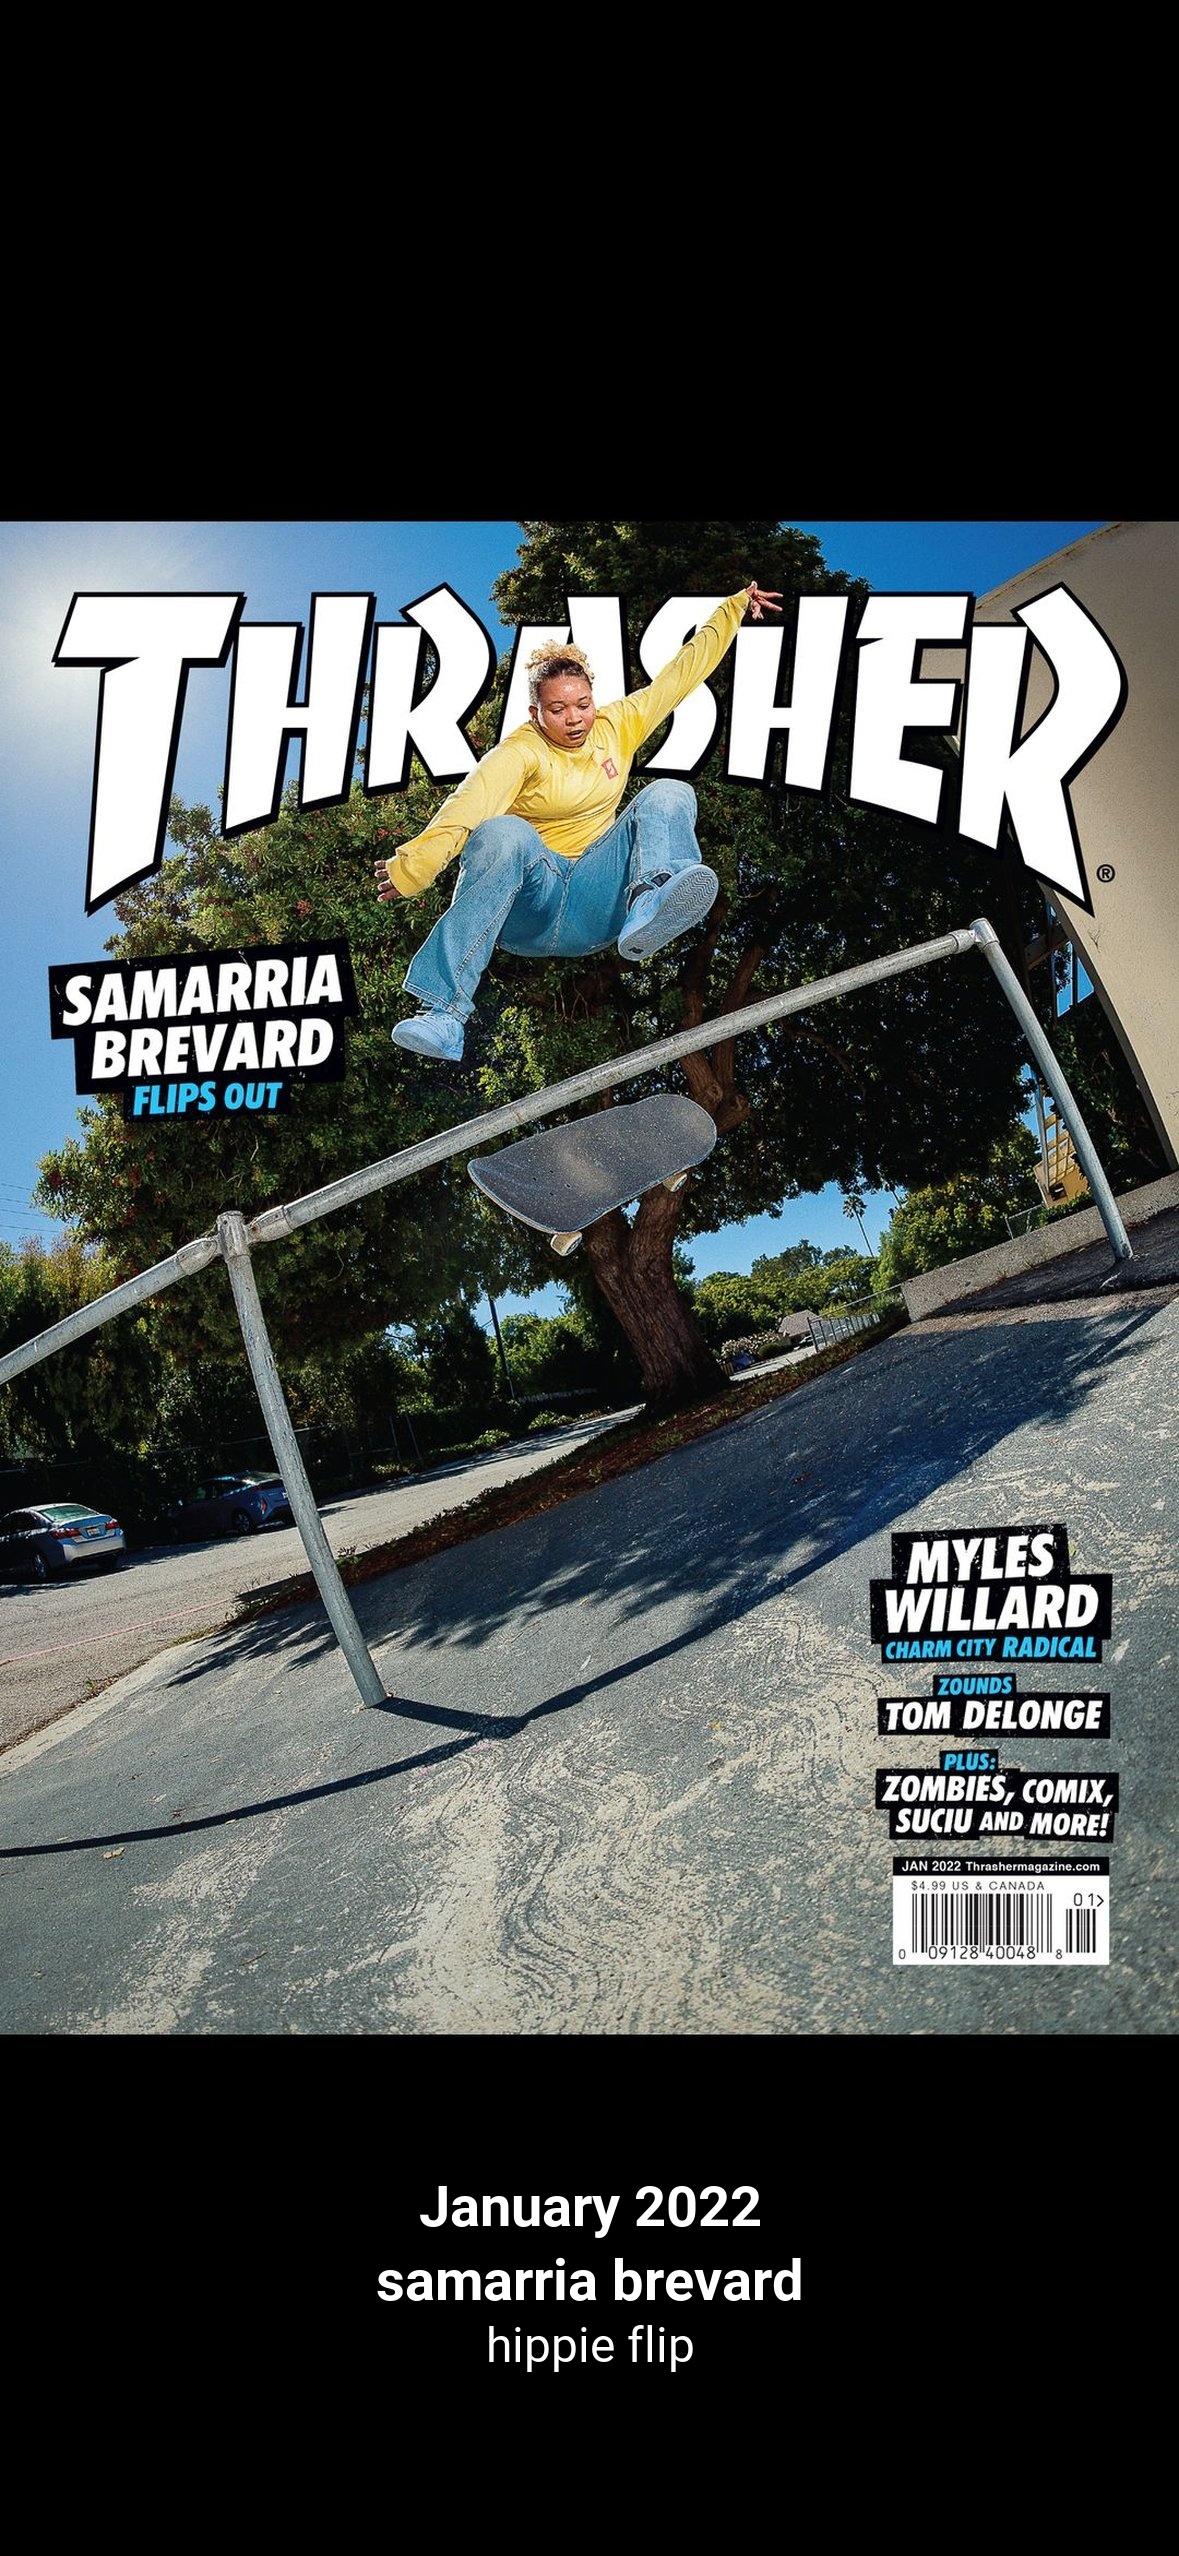 THRASHER®
SAMARRIA
BREVARD
FLIPS OUT
MYLES
WILLARD
CHARM CITY RADICAL
ZOUNDS
TOM DELONGE
PLUS:
ZOMBIES, COMIX,
SUCIU AND MORE!
JAN 2022 Thrashermagazine.com
$4.99 US & CANADA
01>
0 09128 40048 8
January 2022
samarria brevard
hippie flip